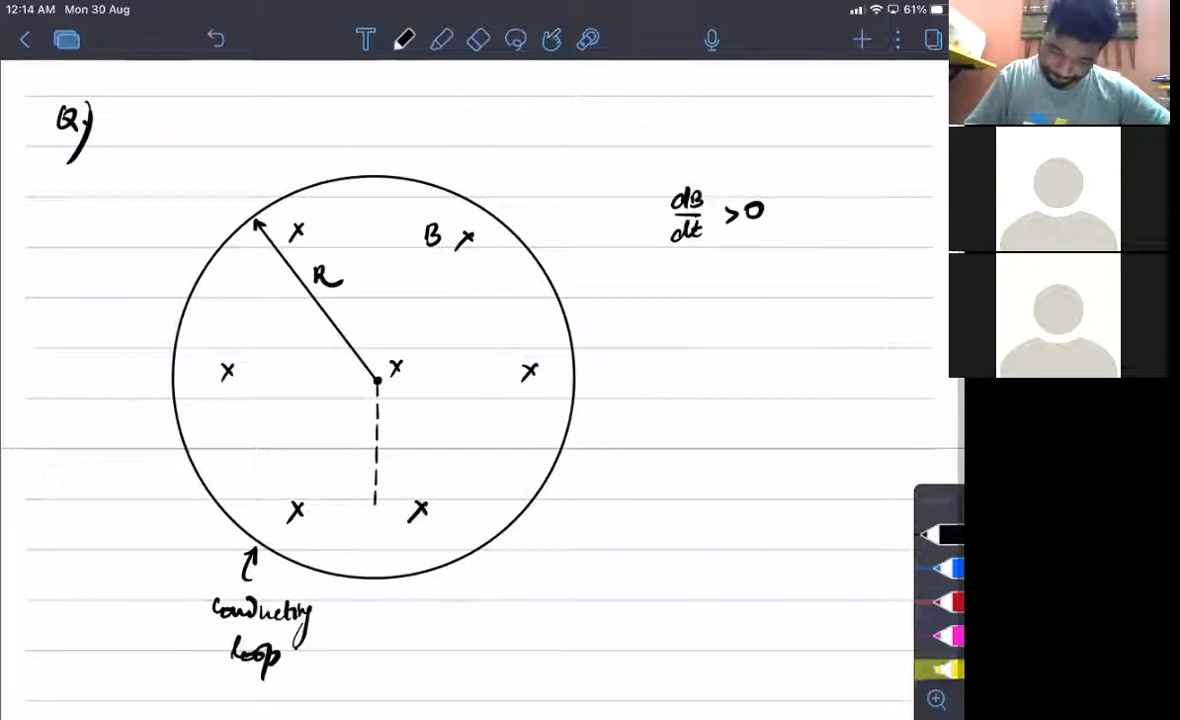 12:14 AM Mon 30 Aug
61%
T
Q)
dB/dt > 0
x
B x
R
x
x
x
x
x
conducting
loop